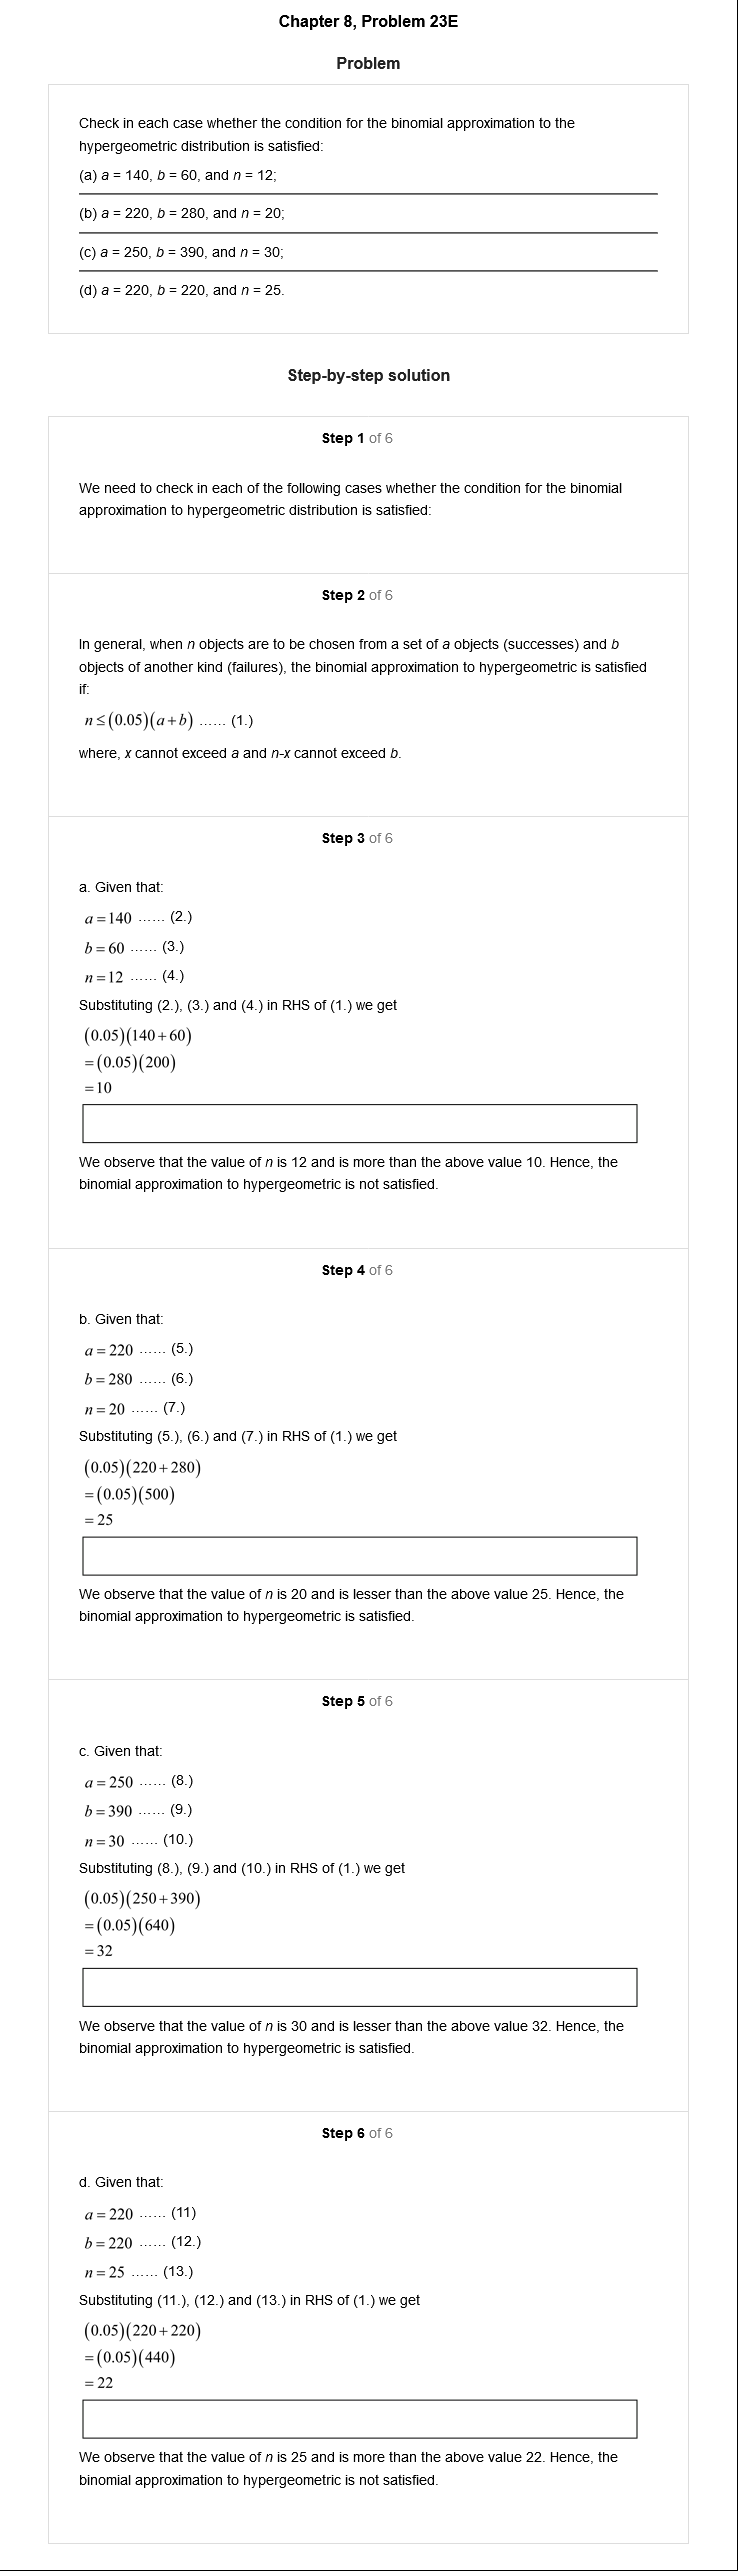 Chapter 8, Problem 23E
Problem
Check in each case whether the condition for the binomial approximation to the
hypergeometric distribution is satisfied:
(a) a = 140, b = 60, and n = 12;
(b) a = 220, b = 280, and n = 20;
(c) a = 250, b = 390, and n = 30;
(d) a = 220, b = 220, and n = 25.
Step-by-step solution
Step 1 of 6
We need to check in each of the following cases whether the condition for the binomial
approximation to hypergeometric distribution is satisfied:
Step 2 of 6
In general, when n objects are to be chosen from a set of a objects (successes) and b
objects of another kind (failures), the binomial approximation to hypergeometric is satisfied
if:
n ≤ (0.05)(a+b) …… (1.)
where, x cannot exceed a and n-x cannot exceed b.
Step 3 of 6
a. Given that:
a = 140 …… (2.)
b = 60 …… (3.)
n = 12 …… (4.)
Substituting (2.), (3.) and (4.) in RHS of (1.) we get
(0.05)(140+60)
= (0.05)(200)
= 10
We observe that the value of n is 12 and is more than the above value 10. Hence, the
binomial approximation to hypergeometric is not satisfied.
Step 4 of 6
b. Given that:
a = 220 …… (5.)
b = 280 …… (6.)
n = 20 …… (7.)
Substituting (5.), (6.) and (7.) in RHS of (1.) we get
(0.05)(220+280)
= (0.05)(500)
= 25
We observe that the value of n is 20 and is lesser than the above value 25. Hence, the
binomial approximation to hypergeometric is satisfied.
Step 5 of 6
c. Given that:
a = 250 …… (8.)
b = 390 …… (9.)
n = 30 …… (10.)
Substituting (8.), (9.) and (10.) in RHS of (1.) we get
(0.05)(250+390)
= (0.05)(640)
= 32
We observe that the value of n is 30 and is lesser than the above value 32. Hence, the
binomial approximation to hypergeometric is satisfied.
Step 6 of 6
d. Given that:
a = 220 …… (11)
b = 220 …… (12.)
n = 25 …… (13.)
Substituting (11.), (12.) and (13.) in RHS of (1.) we get
(0.05)(220+220)
= (0.05)(440)
= 22
We observe that the value of n is 25 and is more than the above value 22. Hence, the
binomial approximation to hypergeometric is not satisfied.